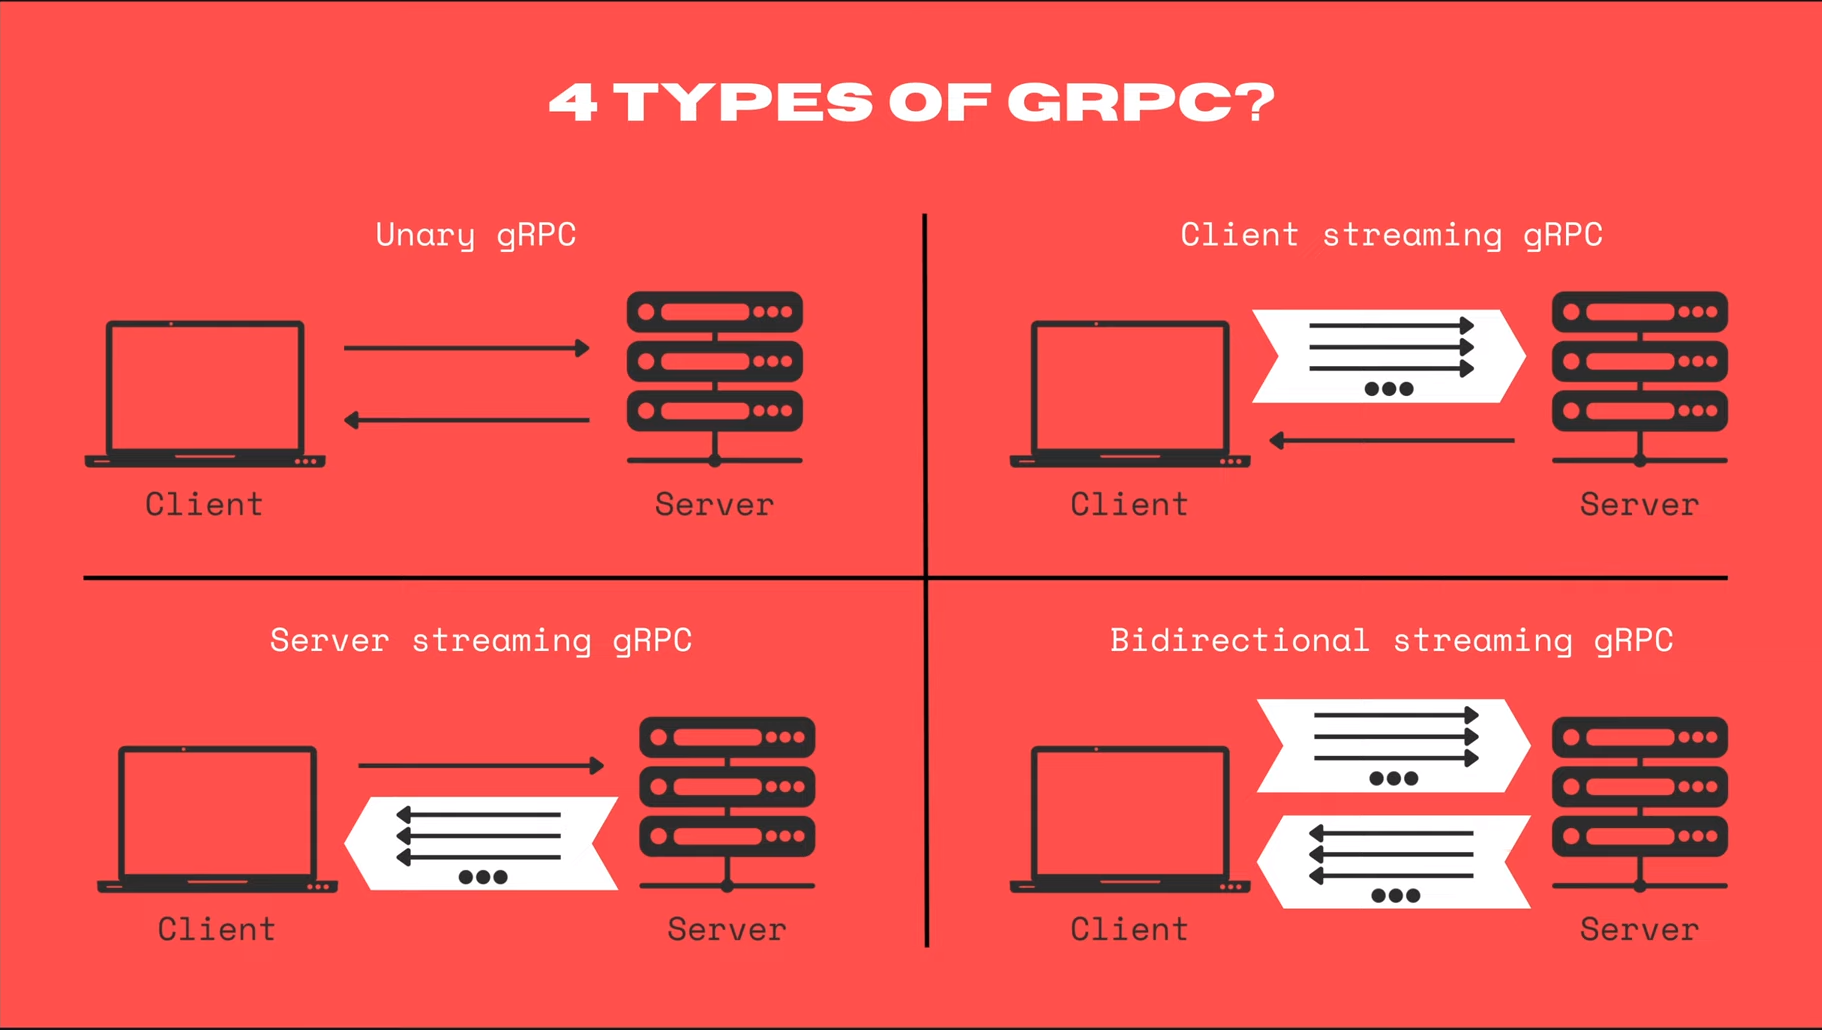 4 TYPES OF GRPC?
Unary gRPC
Client
Server
Client streaming gRPC
Client
Server
Server streaming gRPC
Client
Server
Bidirectional streaming gRPC
Client
Server